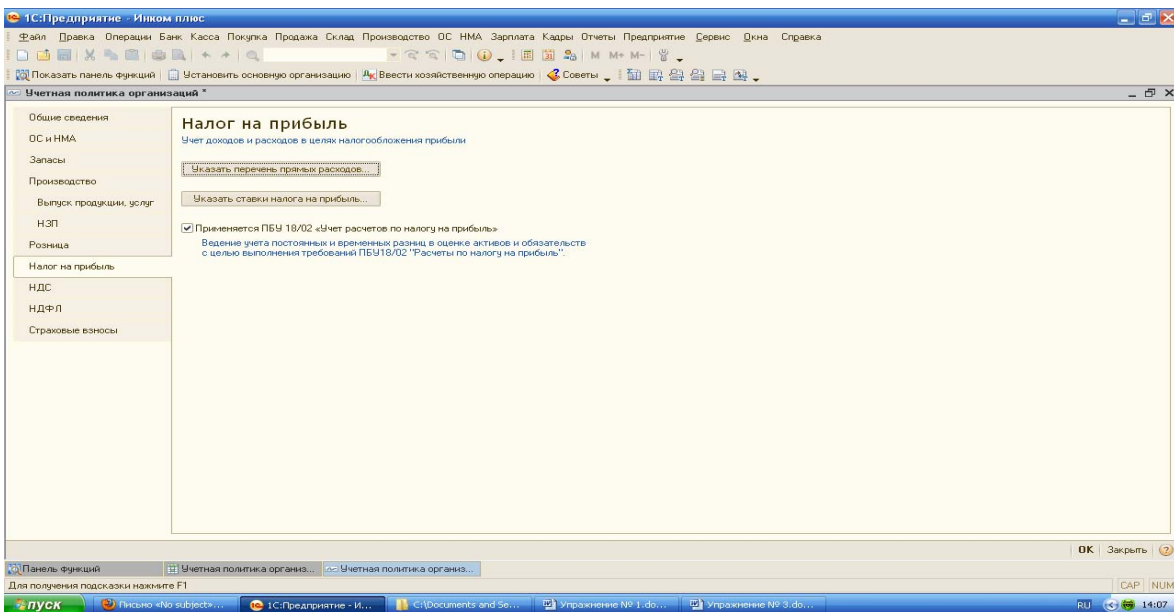 1С:Предприятие - Инком плюс
Файл Правка Операции Банк Касса Покупка Продажа Склад Производство ОС НМА Зарплата Кадры Отчеты Предприятие Сервис Окна Справка
M M+ M-
Показать панель функций Установить основную организацию Ввести хозяйственную операцию Советы
Учетная политика организаций *
Общие сведения
ОС и НМА
Запасы
Производство
Выпуск продукции, услуг
НЗП
Розница
Налог на прибыль
НДС
НДФЛ
Страховые взносы
Налог на прибыль
Учет доходов и расходов в целях налогообложения прибыли
Указать перечень прямых расходов...
Указать ставки налога на прибыль...
Применяется ПБУ 18/02 «Учет расчетов по налогу на прибыль»
Ведение учета постоянных и временных разниц в оценке активов и обязательств
с целью выполнения требований ПБУ18/02 "Расчеты по налогу на прибыль".
OK Закрыть ?
Панель функций Учетная политика организ... Учетная политика организ...
Для получения подсказки нажмите F1 CAP NUM
пуск Письмо «No subject»... 1С:Предприятие - И... C:\Documents and Se... Упражнение № 1.do... Упражнение № 3.do... RU 14:07